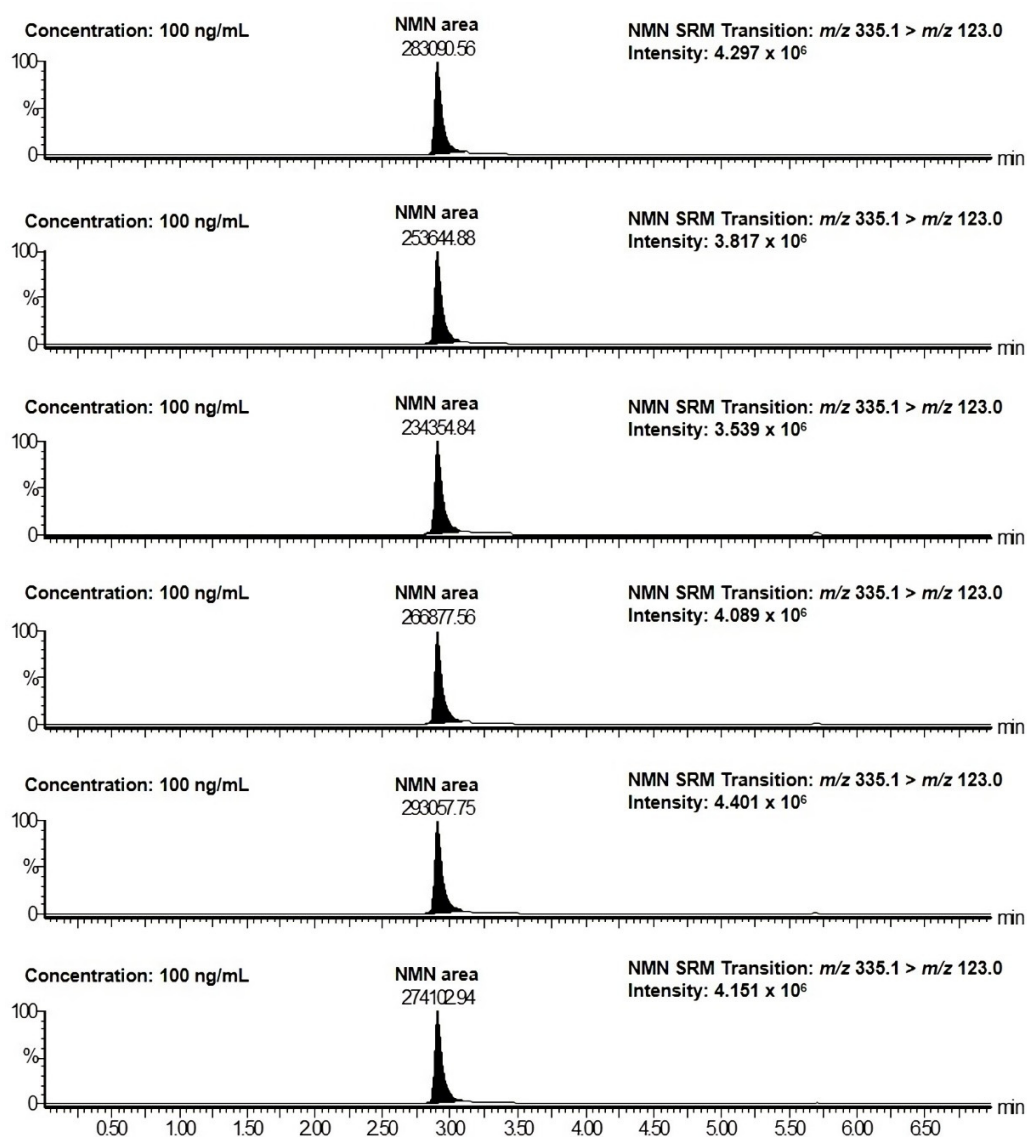 Concentration: 100 ng/mL
NMN area
283090.56
NMN SRM Transition: m/z 335.1 > m/z 123.0
Intensity: 4.297 x 10⁶
100
%
0
min
Concentration: 100 ng/mL
NMN area
253644.88
NMN SRM Transition: m/z 335.1 > m/z 123.0
Intensity: 3.817 x 10⁶
100
%
0
min
Concentration: 100 ng/mL
NMN area
234354.84
NMN SRM Transition: m/z 335.1 > m/z 123.0
Intensity: 3.539 x 10⁶
100
%
0
min
Concentration: 100 ng/mL
NMN area
266877.56
NMN SRM Transition: m/z 335.1 > m/z 123.0
Intensity: 4.089 x 10⁶
100
%
0
min
Concentration: 100 ng/mL
NMN area
293057.75
NMN SRM Transition: m/z 335.1 > m/z 123.0
Intensity: 4.401 x 10⁶
100
%
0
min
Concentration: 100 ng/mL
NMN area
274102.94
NMN SRM Transition: m/z 335.1 > m/z 123.0
Intensity: 4.151 x 10⁶
100
%
0
min
0.50 1.00 1.50 2.00 2.50 3.00 3.50 4.00 4.50 5.00 5.50 6.00 6.50